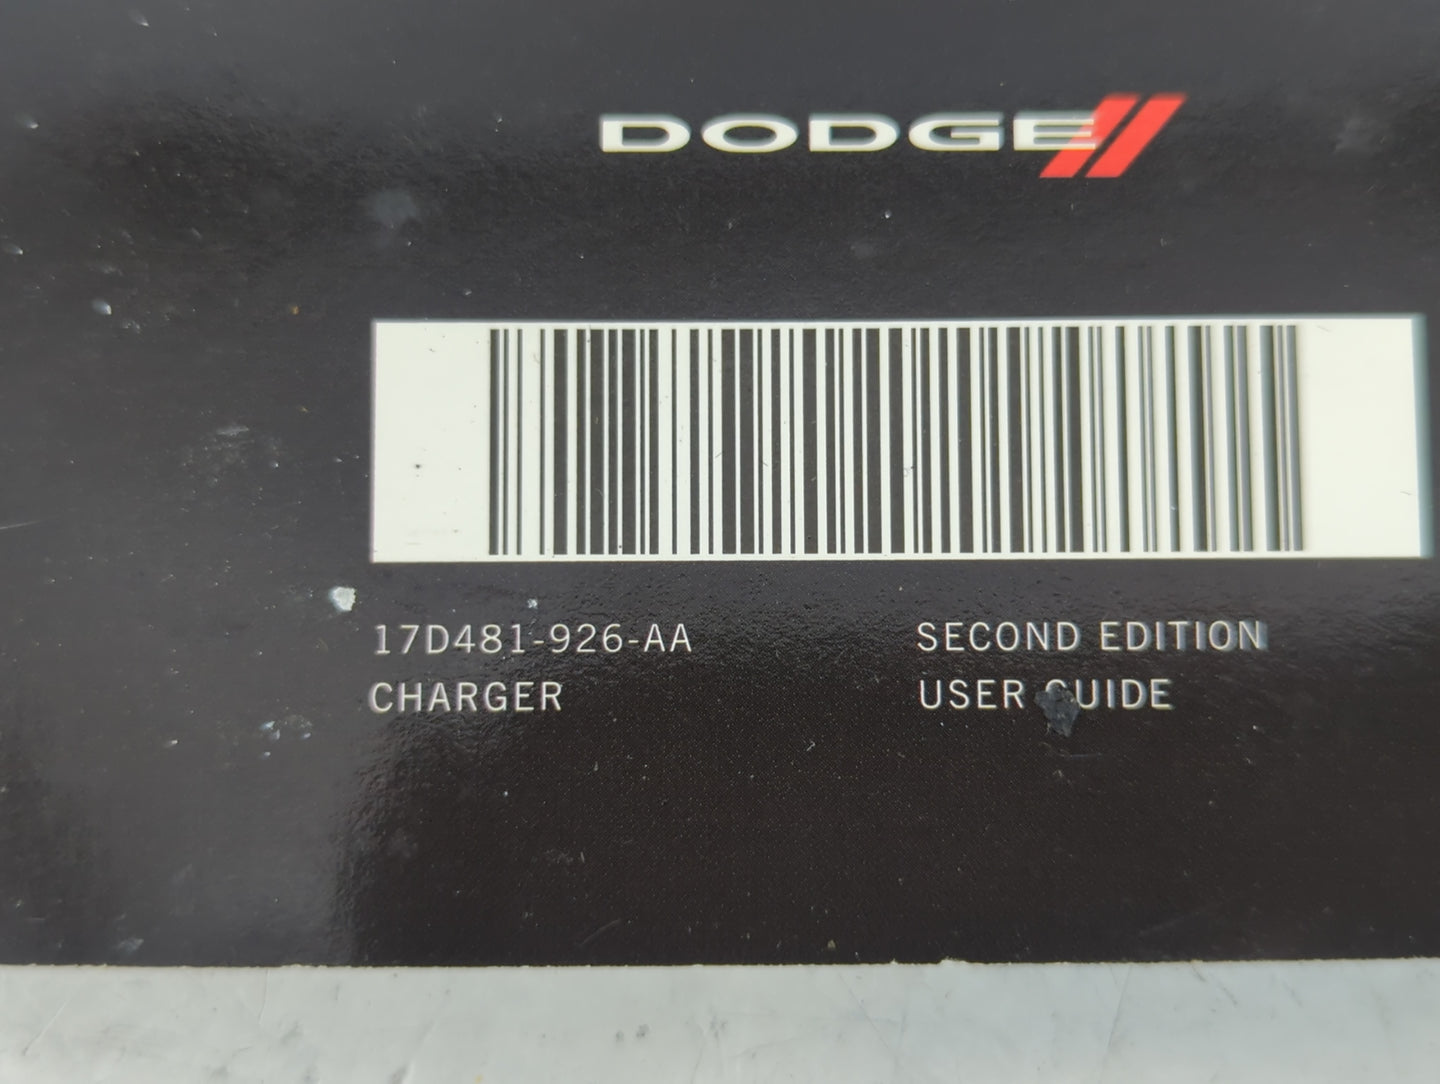 DODGE
17D481-926-AA
CHARGER
SECOND EDITION
USER GUIDE